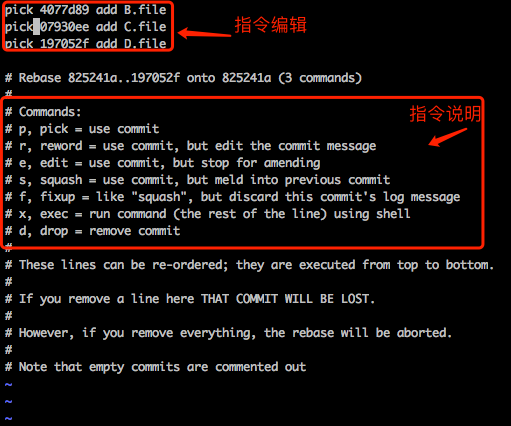 pick 4077d89 add B.file
pick 07930ee add C.file
pick 197052f add D.file
指令编辑
# Rebase 825241a..197052f onto 825241a (3 commands)
#
# Commands:
指令说明
# p, pick = use commit
# r, reword = use commit, but edit the commit message
# e, edit = use commit, but stop for amending
# s, squash = use commit, but meld into previous commit
# f, fixup = like "squash", but discard this commit's log message
# x, exec = run command (the rest of the line) using shell
# d, drop = remove commit
#
# These lines can be re-ordered; they are executed from top to bottom.
#
# If you remove a line here THAT COMMIT WILL BE LOST.
#
# However, if you remove everything, the rebase will be aborted.
#
# Note that empty commits are commented out
~
~
~